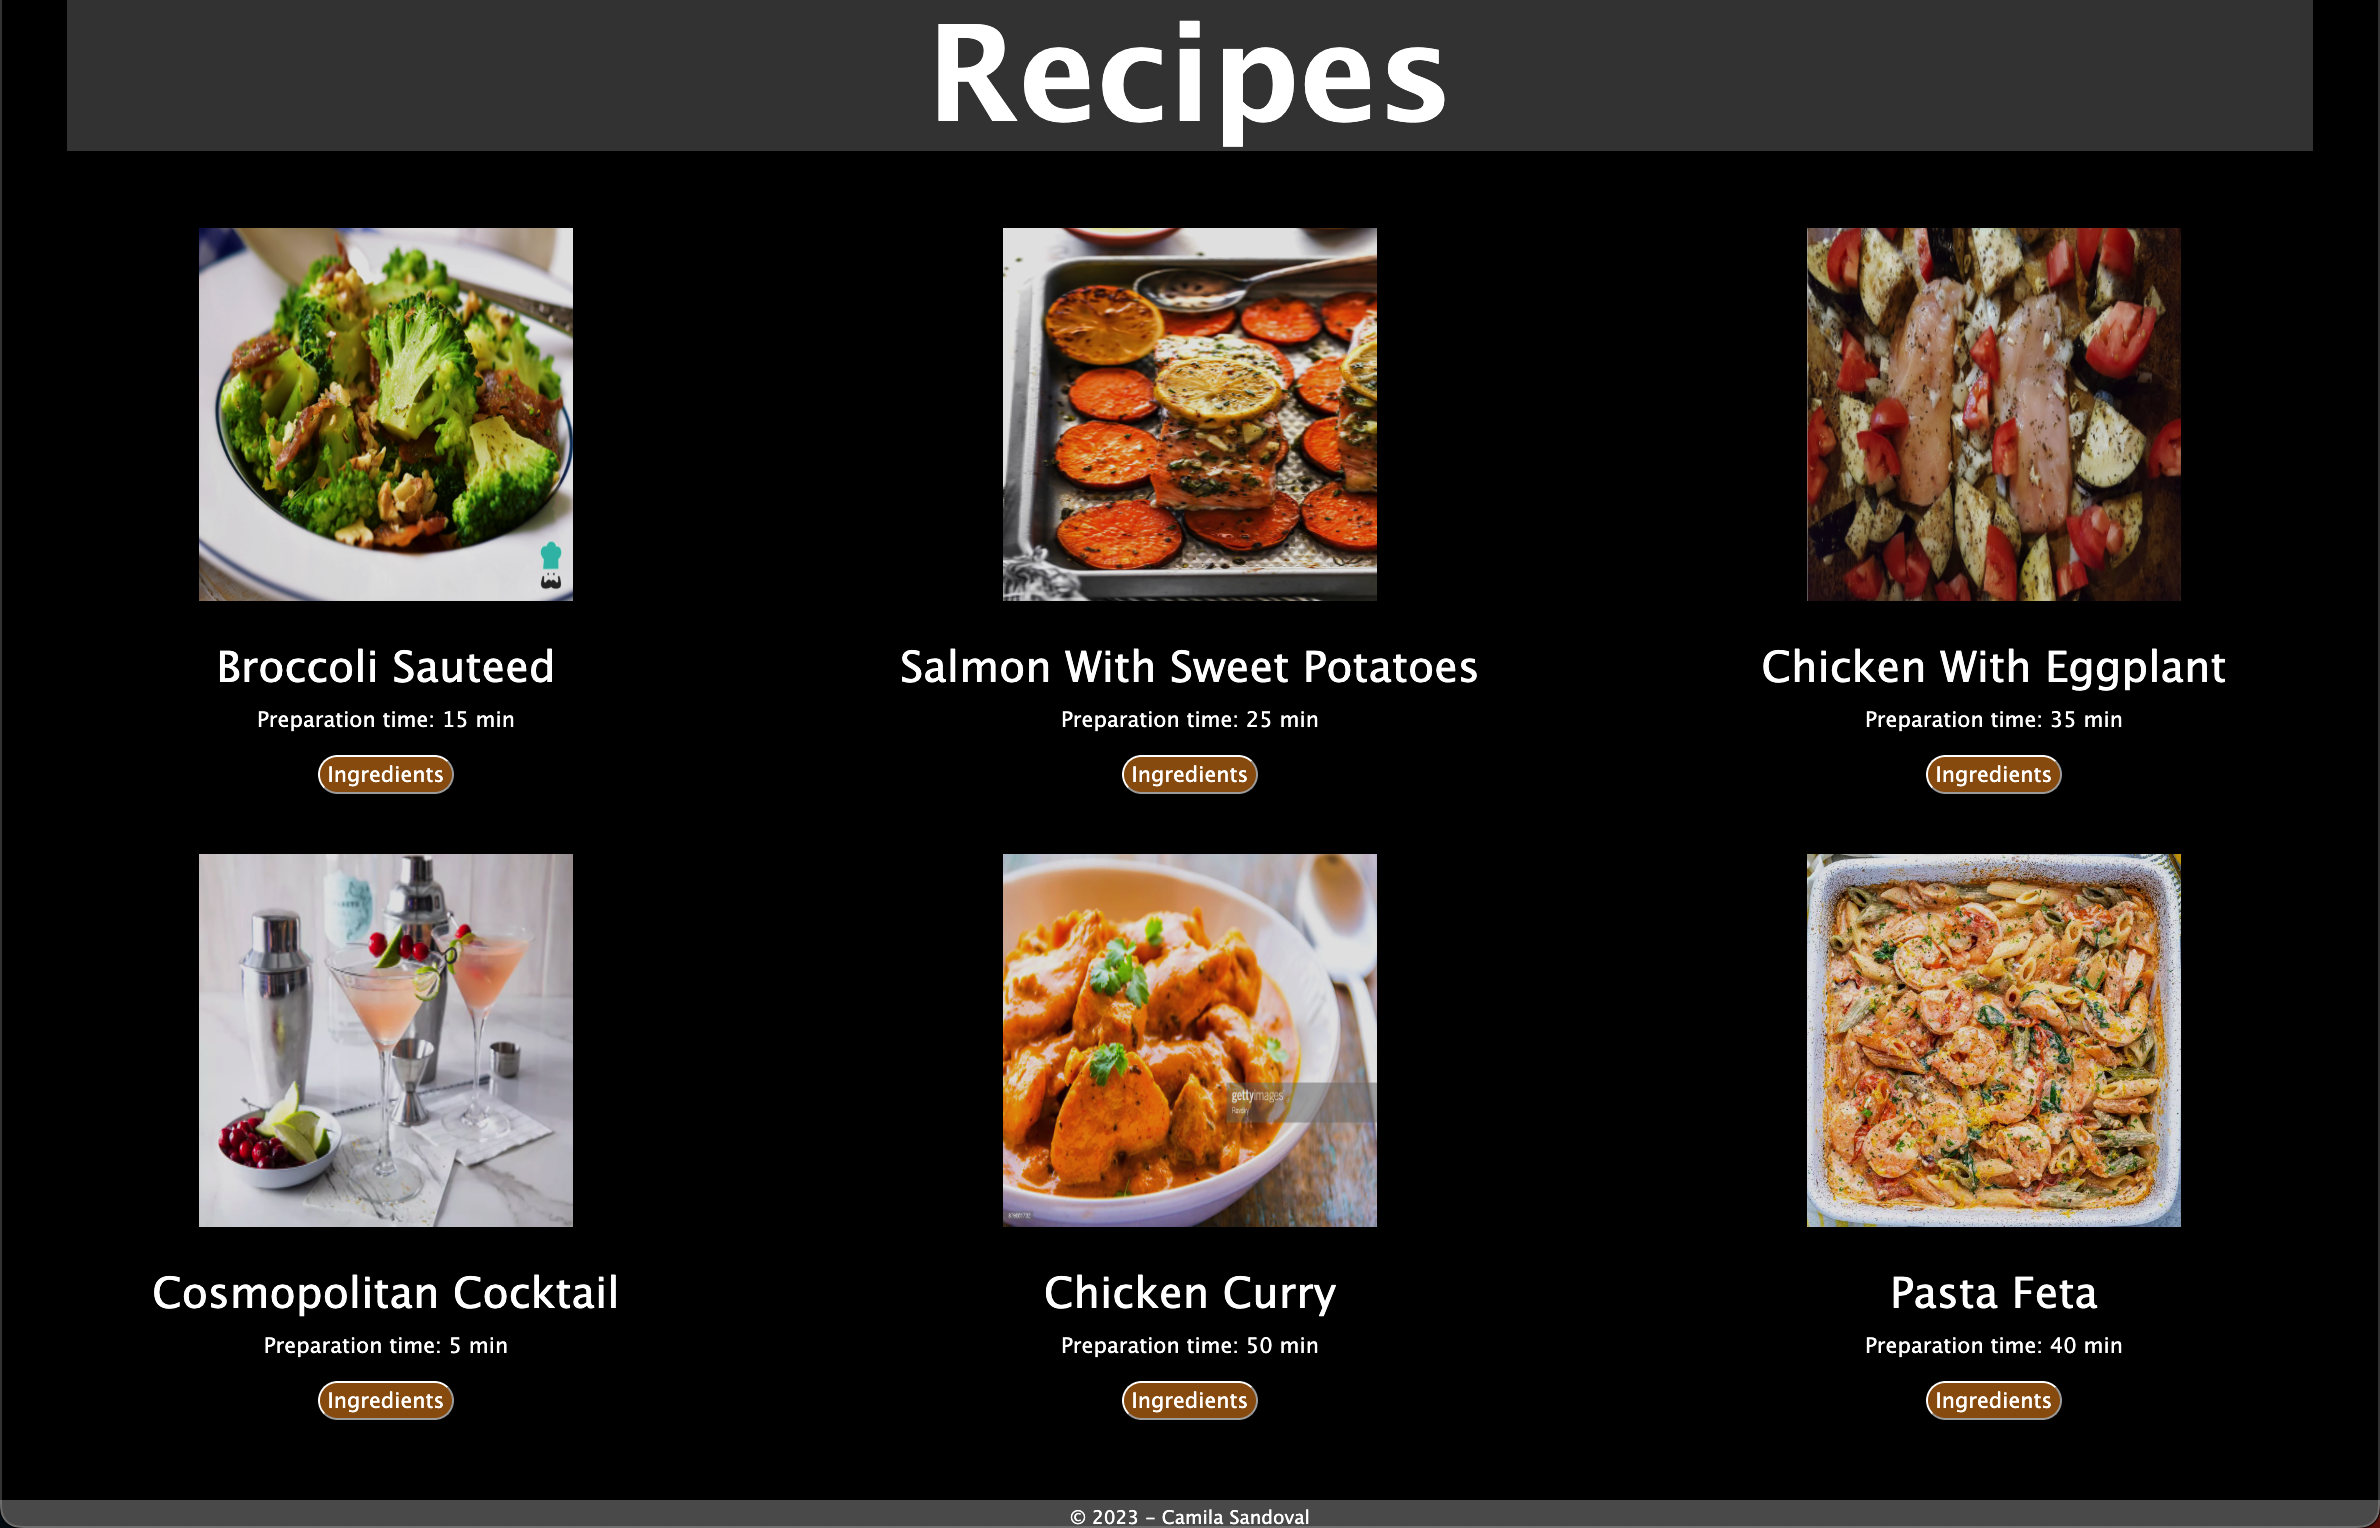 Recipes
Broccoli Sauteed
Salmon With Sweet Potatoes
Chicken With Eggplant
Preparation time: 15 min
Preparation time: 25 min
Preparation time: 35 min
Ingredients
Ingredients
Ingredients
gettyimages
Cosmopolitan Cocktail
Chicken Curry
Pasta Feta
Preparation time: 5 min
Preparation time: 50 min
Preparation time: 40 min
Ingredients
Ingredients
Ingredients
© 2023 - Camila Sandoval